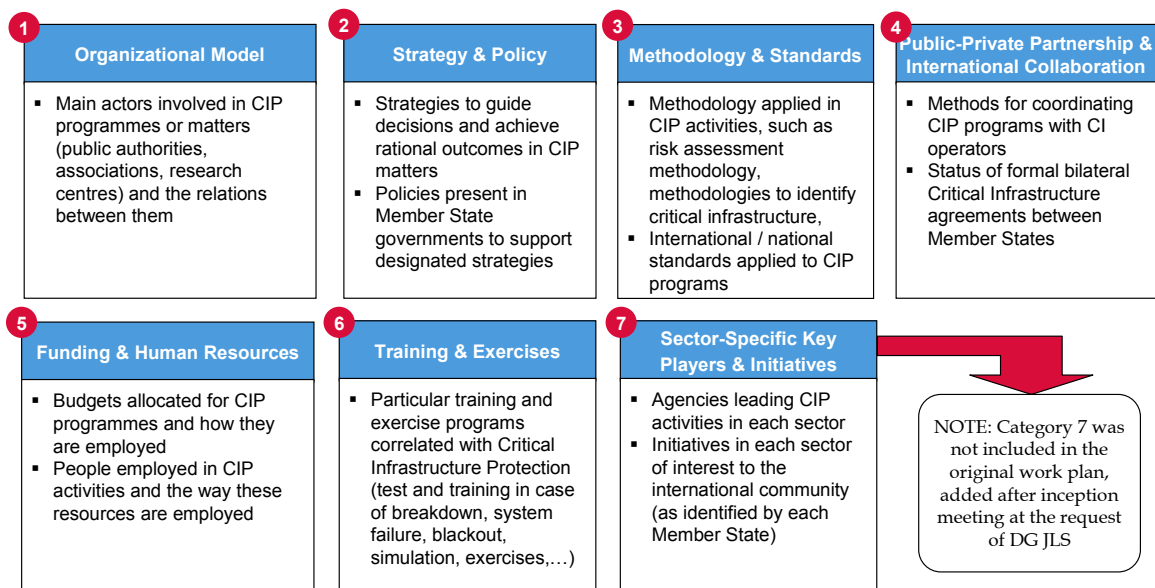 1
Organizational Model
▪ Main actors involved in CIP
programmes or matters
(public authorities,
associations, research
centres) and the relations
between them
2
Strategy & Policy
▪ Strategies to guide
decisions and achieve
rational outcomes in CIP
matters
▪ Policies present in
Member State
governments to support
designated strategies
3
Methodology & Standards
▪ Methodology applied in
CIP activities, such as
risk assessment
methodology,
methodologies to identify
critical infrastructure,
▪ International / national
standards applied to CIP
programs
4
Public-Private Partnership &
International Collaboration
▪ Methods for coordinating
CIP programs with CI
operators
▪ Status of formal bilateral
Critical Infrastructure
agreements between
Member States
5
Funding & Human Resources
▪ Budgets allocated for CIP
programmes and how they
are employed
▪ People employed in CIP
activities and the way these
resources are employed
6
Training & Exercises
▪ Particular training and
exercise programs
correlated with Critical
Infrastructure Protection
(test and training in case
of breakdown, system
failure, blackout,
simulation, exercises,…)
7
Sector-Specific Key
Players & Initiatives
▪ Agencies leading CIP
activities in each sector
▪ Initiatives in each sector
of interest to the
international community
(as identified by each
Member State)
NOTE: Category 7 was
not included in the
original work plan,
added after inception
meeting at the request
of DG JLS